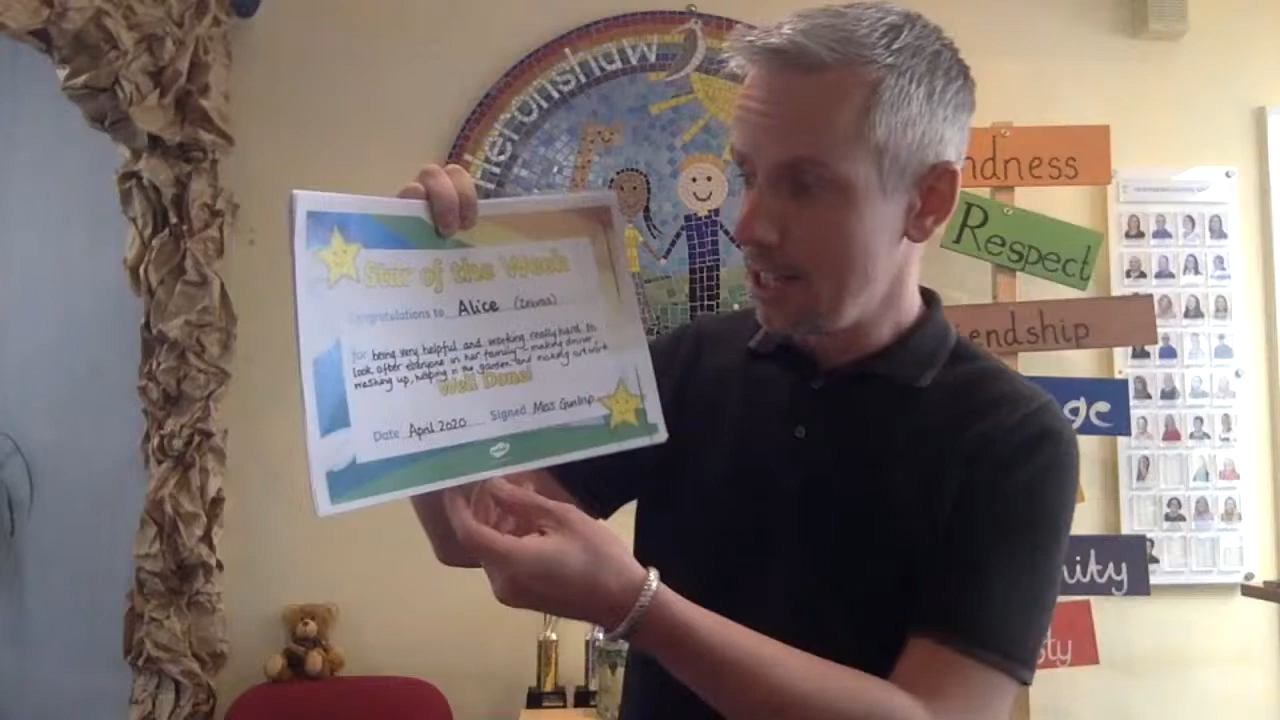 Heronshaw
Star of the Week
Congratulations to Alice (Zebras)
for being very helpful and working really hard to
look after everyone in her family - making dinner,
washing up, helping in the garden and making artwork
Well Done!
Date April 2020 Signed Miss Gunlop
ndness
Respect
iendship
ge
nity
sty